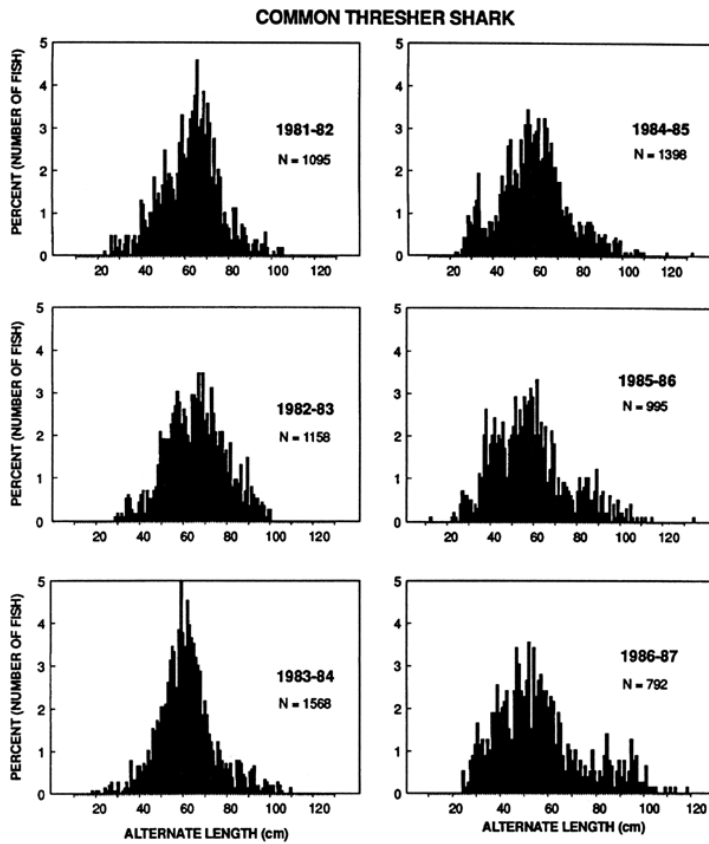 COMMON THRESHER SHARK
PERCENT (NUMBER OF FISH)
5
4
3
2
1
0
1981-82
N = 1095
20 40 60 80 100 120
5
4
3
2
1
0
1984-85
N = 1398
20 40 60 80 100 120
PERCENT (NUMBER OF FISH)
5
4
3
2
1
0
1982-83
N = 1158
20 40 60 80 100 120
5
4
3
2
1
0
1985-86
N = 995
20 40 60 80 100 120
PERCENT (NUMBER OF FISH)
5
4
3
2
1
0
1983-84
N = 1568
20 40 60 80 100 120
ALTERNATE LENGTH (cm)
5
4
3
2
1
0
1986-87
N = 792
20 40 60 80 100 120
ALTERNATE LENGTH (cm)